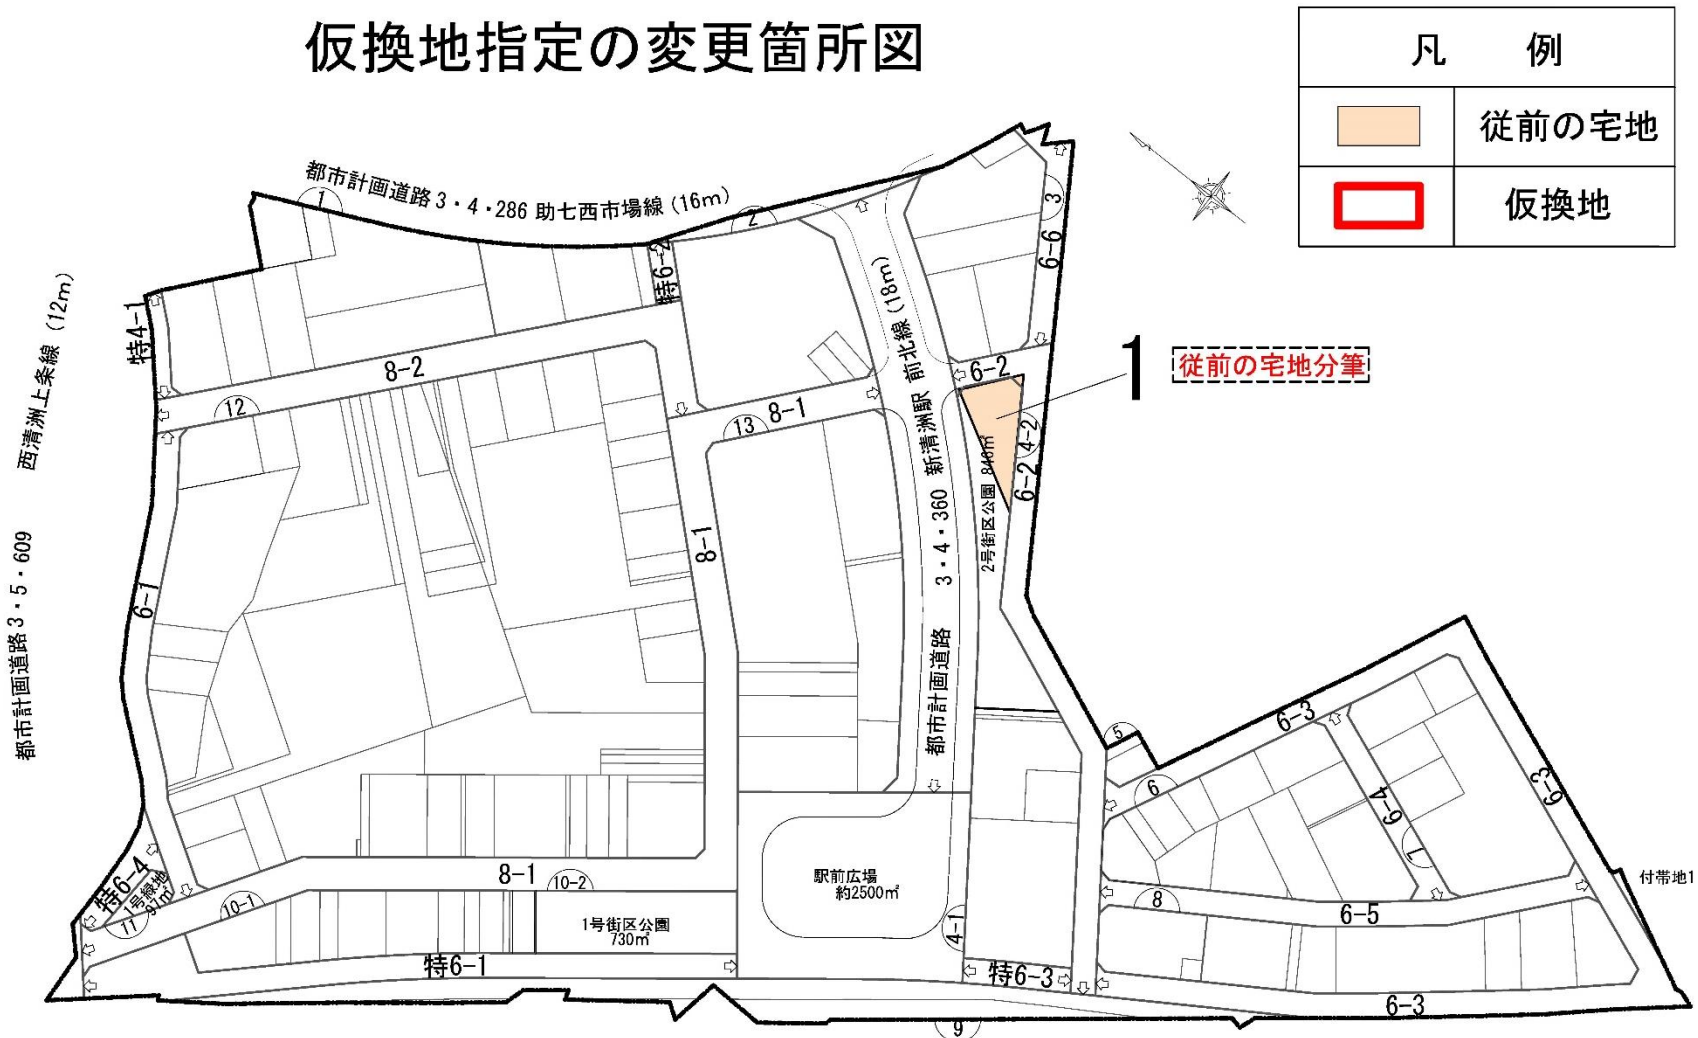 仮換地指定の変更箇所図
凡 例
従前の宅地
仮換地
都市計画道路 3・4・286 助七西市場線 (16m)
1
2
3
特6-2
6-6
特4-1
西清洲上条線 (12m)
都市計画道路 3・5・609
8-2
12
13
8-1
都市計画道路 3・4・360 新清洲駅 前北線 (18m)
6-2
1
従前の宅地分筆
4-2
6-2
2号街区公園
8-1
6-1
5
6-3
6
6-4
7
6-3
特6-4
1号緑地
97㎡
11
10-1
8-1
10-2
駅前広場
約2500㎡
1号街区公園
730㎡
4-1
8
6-5
付帯地1
特6-1
特6-3
6-3
9